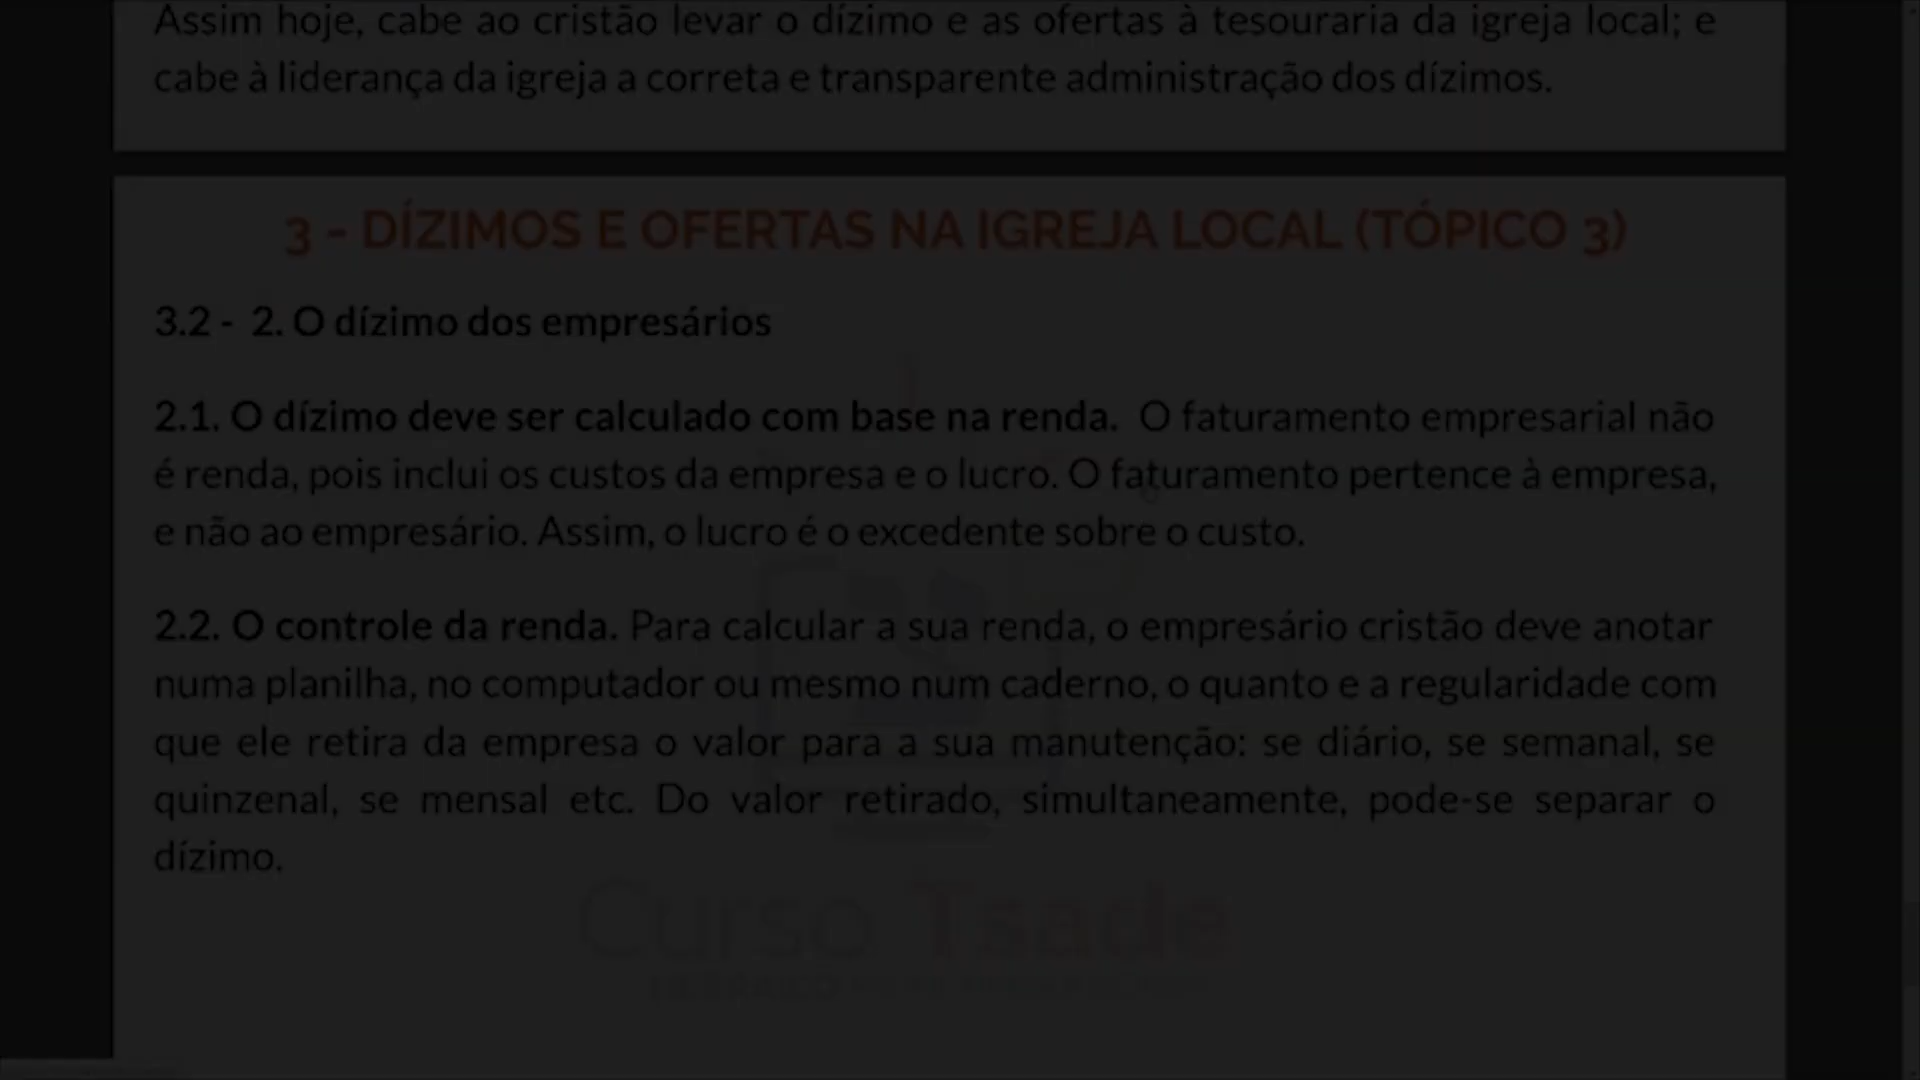 Assim hoje, cabe ao cristão levar o dízimo e as ofertas à tesouraria da igreja local; e
cabe à liderança da igreja a correta e transparente administração dos dízimos.
3 - DÍZIMOS E OFERTAS NA IGREJA LOCAL (TÓPICO 3)
3.2 - 2. O dízimo dos empresários
2.1. O dízimo deve ser calculado com base na renda. O faturamento empresarial não
é renda, pois inclui os custos da empresa e o lucro. O faturamento pertence à empresa,
e não ao empresário. Assim, o lucro é o excedente sobre o custo.
2.2. O controle da renda. Para calcular a sua renda, o empresário cristão deve anotar
numa planilha, no computador ou mesmo num caderno, o quanto e a regularidade com
que ele retira da empresa o valor para a sua manutenção: se diário, se semanal, se
quinzenal, se mensal etc. Do valor retirado, simultaneamente, pode-se separar o
dízimo.
Curso Tsade